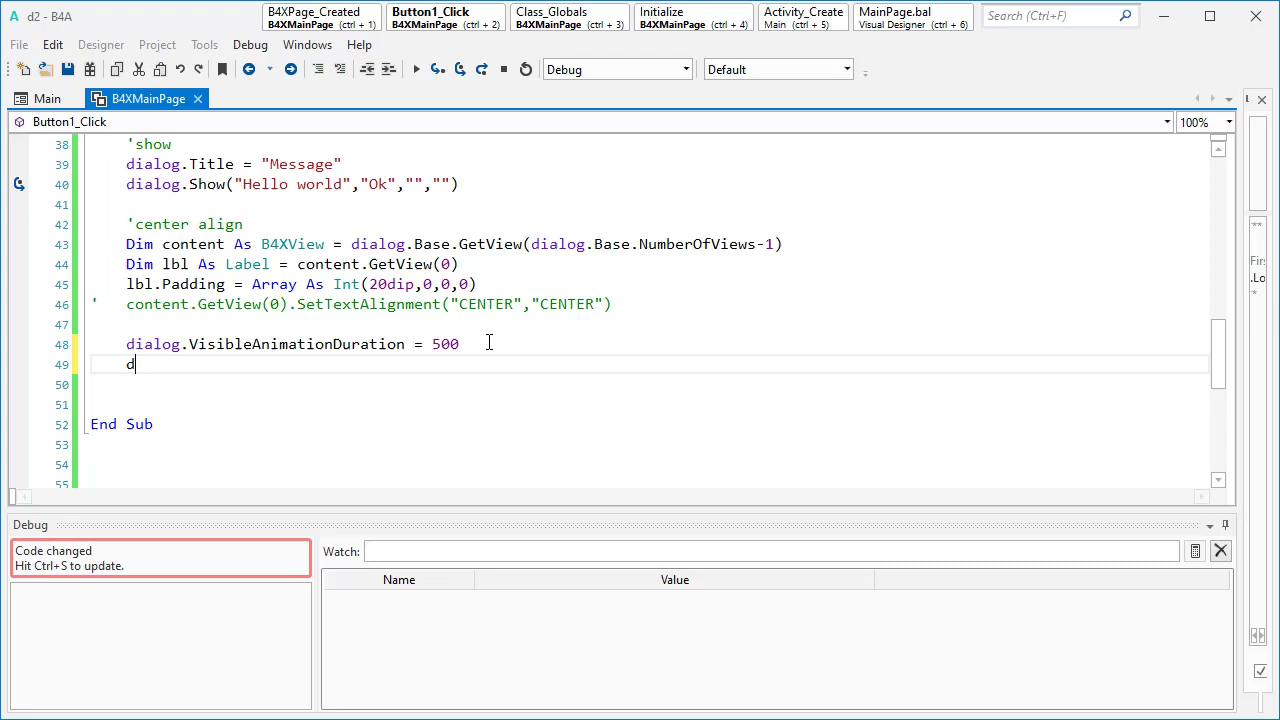 d2 - B4A
B4XPage_Created
B4XMainPage (ctrl + 1)
Button1_Click
B4XMainPage (ctrl + 2)
Class_Globals
B4XMainPage (ctrl + 3)
Initialize
B4XMainPage (ctrl + 4)
Activity_Create
Main (ctrl + 5)
MainPage.bal
Visual Designer (ctrl + 6)
Search (Ctrl+F)
File Edit Designer Project Tools Debug Windows Help
Debug Default
Main B4XMainPage
Button1_Click 100%
38 'show
39 dialog.Title = "Message"
40 dialog.Show("Hello world","Ok","","")
41
42 'center align
43 Dim content As B4XView = dialog.Base.GetView(dialog.Base.NumberOfViews-1)
44 Dim lbl As Label = content.GetView(0)
45 lbl.Padding = Array As Int(20dip,0,0,0)
46 ' content.GetView(0).SetTextAlignment("CENTER","CENTER")
47
48 dialog.VisibleAnimationDuration = 500
49 d
50
51
52 End Sub
53
54
55
Debug
Code changed
Hit Ctrl+S to update.
Watch:
Name Value